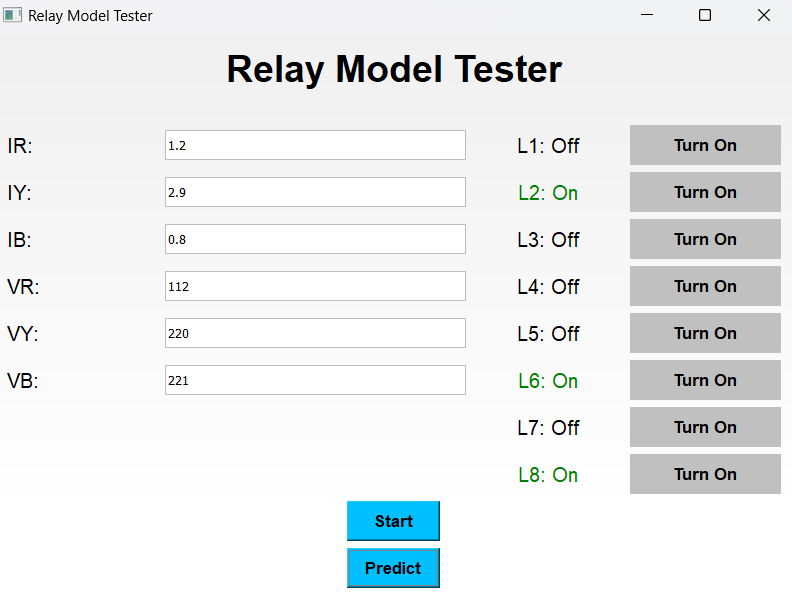 Relay Model Tester
Relay Model Tester
IR: 1.2 L1: Off Turn On
IY: 2.9 L2: On Turn On
IB: 0.8 L3: Off Turn On
VR: 112 L4: Off Turn On
VY: 220 L5: Off Turn On
VB: 221 L6: On Turn On
L7: Off Turn On
L8: On Turn On
Start
Predict